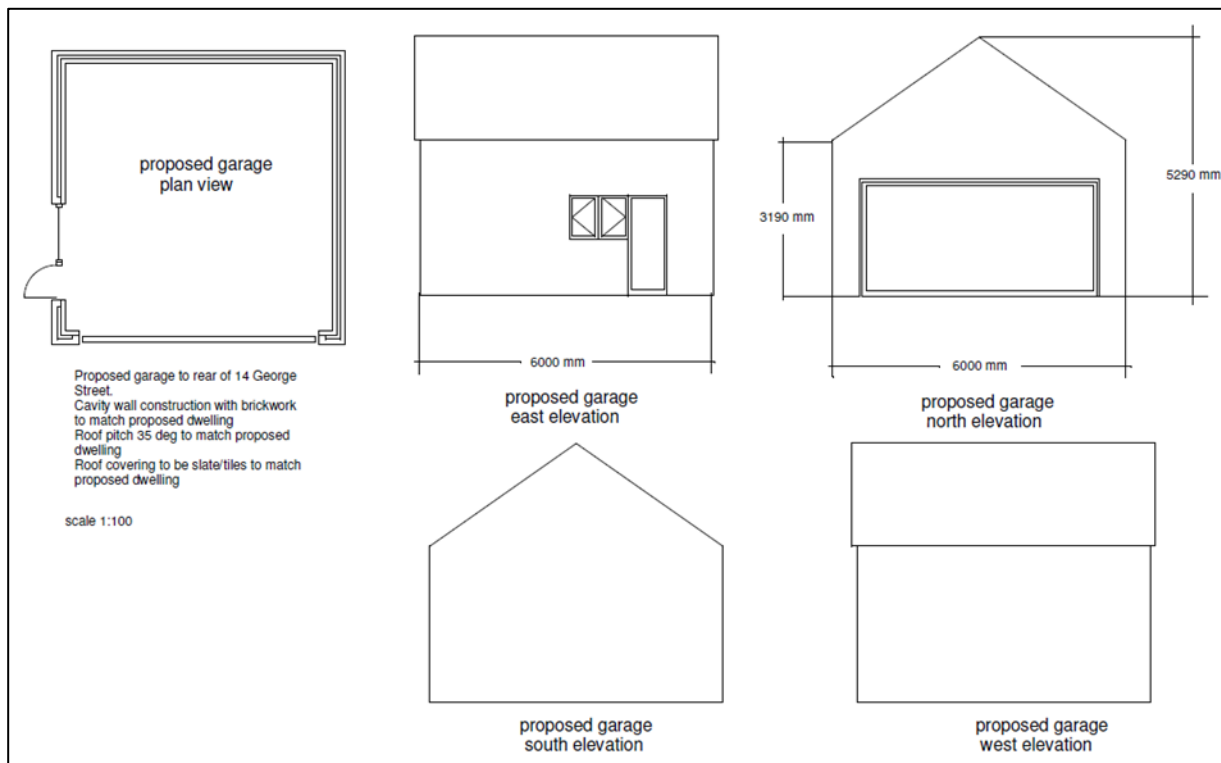 proposed garage
plan view
Proposed garage to rear of 14 George
Street.
Cavity wall construction with brickwork
to match proposed dwelling
Roof pitch 35 deg to match proposed
dwelling
Roof covering to be slate/tiles to match
proposed dwelling
scale 1:100
6000 mm
proposed garage
east elevation
3190 mm
5290 mm
6000 mm
proposed garage
north elevation
proposed garage
south elevation
proposed garage
west elevation